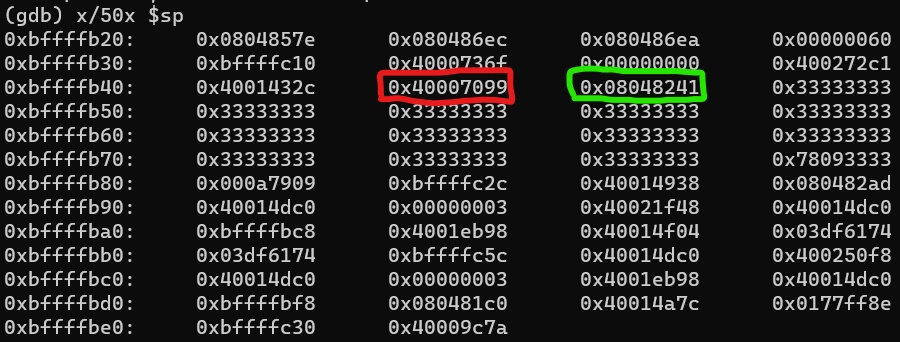 (gdb) x/50x $sp
0xbffffb20: 0x0804857e 0x080486ec 0x080486ea 0x00000060
0xbffffb30: 0xbffffc10 0x4000736f 0x00000000 0x400272c1
0xbffffb40: 0x4001432c 0x40007099 0x08048241 0x33333333
0xbffffb50: 0x33333333 0x33333333 0x33333333 0x33333333
0xbffffb60: 0x33333333 0x33333333 0x33333333 0x33333333
0xbffffb70: 0x33333333 0x33333333 0x33333333 0x78093333
0xbffffb80: 0x000a7909 0xbffffc2c 0x40014938 0x080482ad
0xbffffb90: 0x40014dc0 0x00000003 0x40021f48 0x40014dc0
0xbffffba0: 0xbffffbc8 0x4001eb98 0x40014f04 0x03df6174
0xbffffbb0: 0x03df6174 0xbffffc5c 0x40014dc0 0x400250f8
0xbffffbc0: 0x40014dc0 0x00000003 0x4001eb98 0x40014dc0
0xbffffbd0: 0xbffffbf8 0x080481c0 0x40014a7c 0x0177ff8e
0xbffffbe0: 0xbffffc30 0x40009c7a